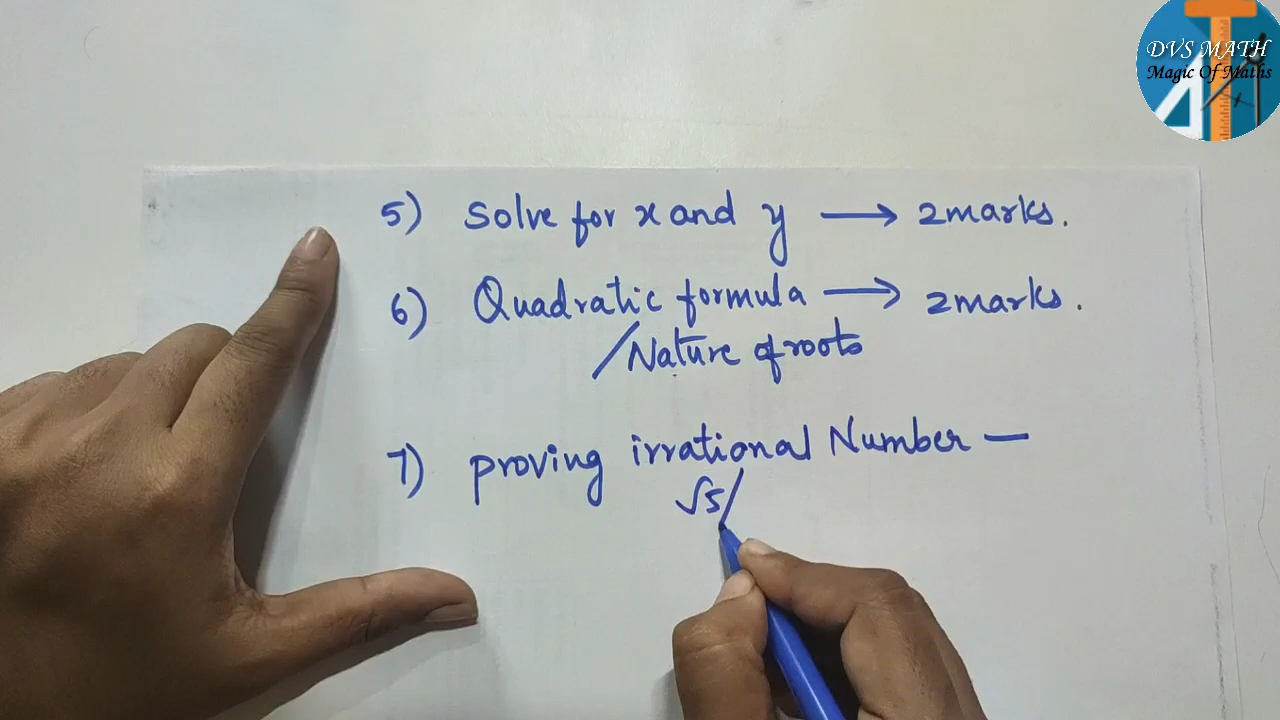 DVS MATH
Magic Of Maths
5) Solve for x and y → 2marks.
6) Quadratic formula → 2marks.
/Nature of roots
7) proving irrational Number —
√5/